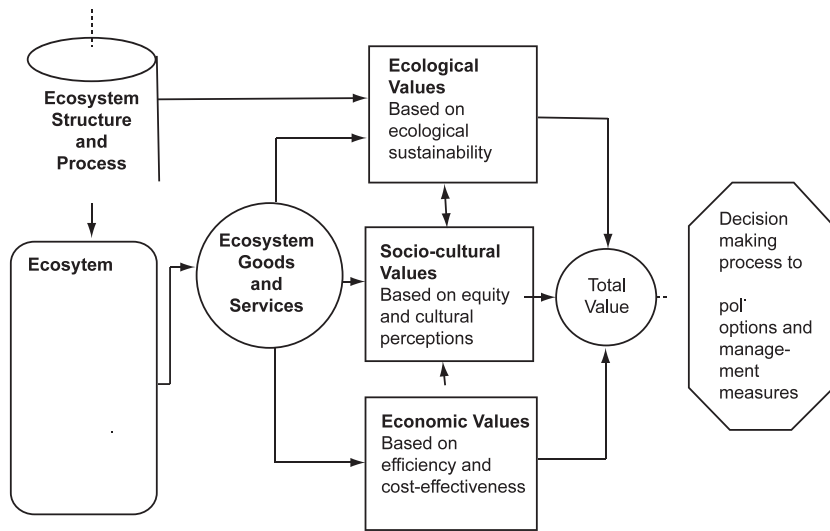 Ecosystem
Structure
and
Process
Ecosytem
Ecosystem
Goods
and
Services
Ecological
Values
Based on
ecological
sustainability
Socio-cultural
Values
Based on equity
and cultural
perceptions
Economic Values
Based on
efficiency and
cost-effectiveness
Total
Value
Decision
making
process to
pol
options and
manage-
ment
measures